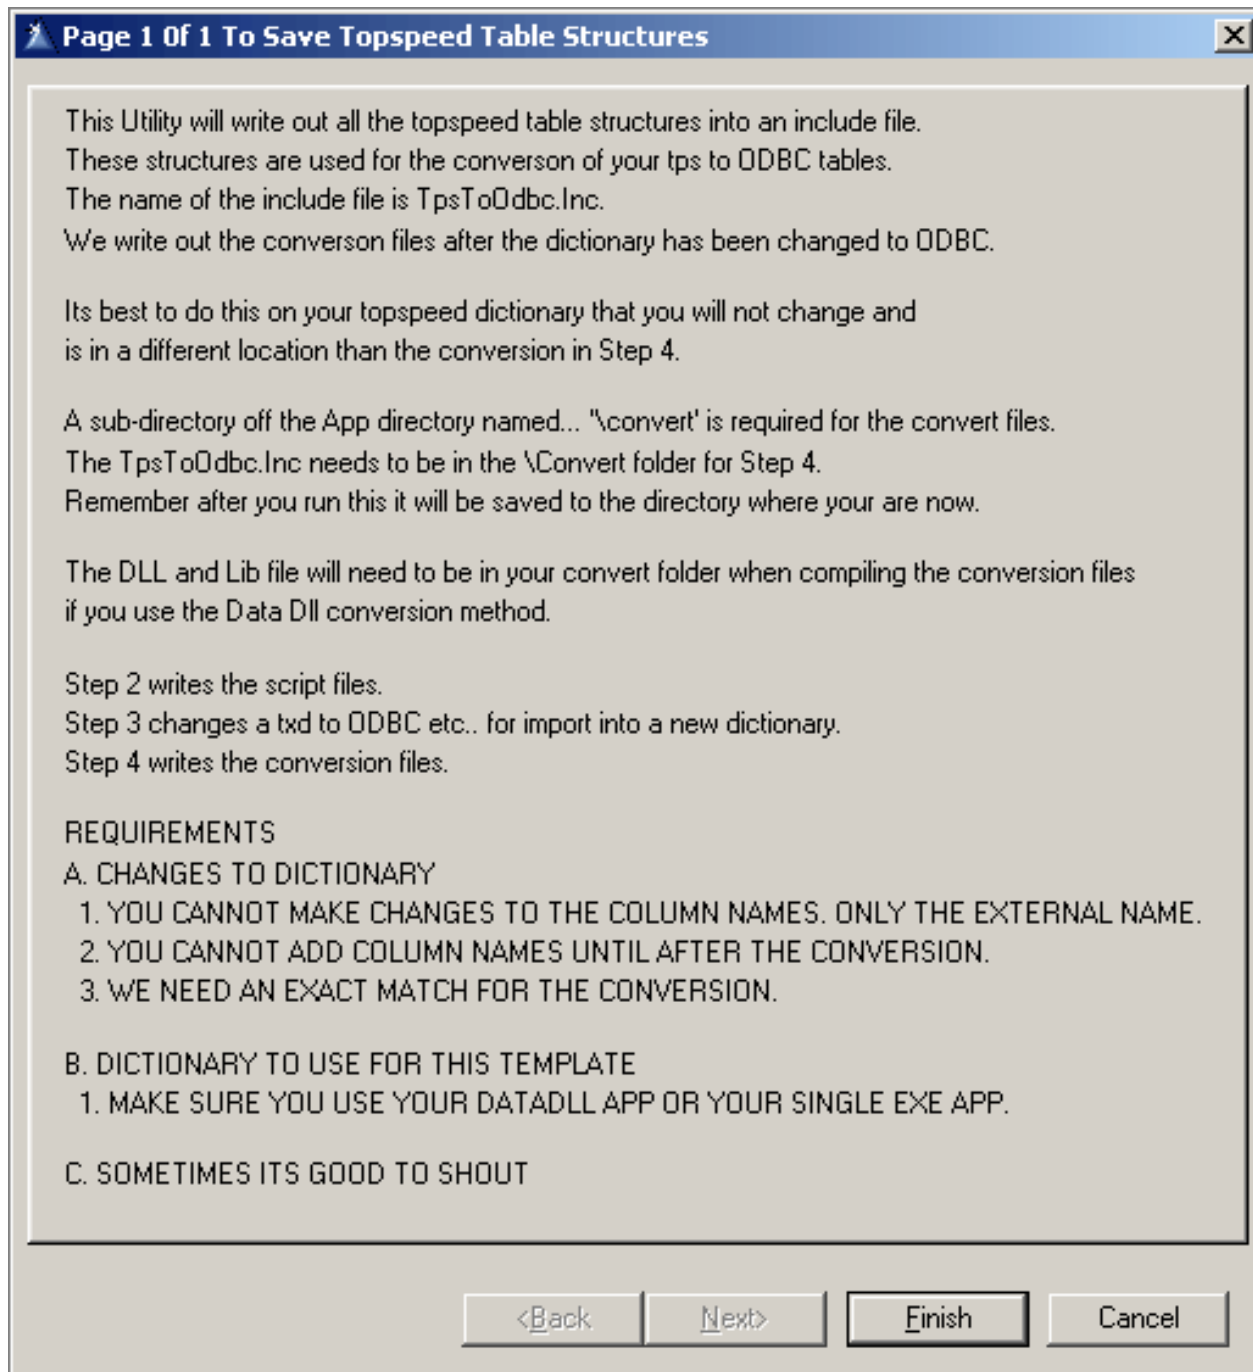 Page 1 0f 1 To Save Topspeed Table Structures
This Utility will write out all the topspeed table structures into an include file.
These structures are used for the converson of your tps to ODBC tables.
The name of the include file is TpsToOdbc.Inc.
We write out the converson files after the dictionary has been changed to ODBC.
Its best to do this on your topspeed dictionary that you will not change and
is in a different location than the conversion in Step 4.
A sub-directory off the App directory named... "\convert' is required for the convert files.
The TpsToOdbc.Inc needs to be in the \Convert folder for Step 4.
Remember after you run this it will be saved to the directory where your are now.
The DLL and Lib file will need to be in your convert folder when compiling the conversion files
if you use the Data Dll conversion method.
Step 2 writes the script files.
Step 3 changes a txd to ODBC etc.. for import into a new dictionary.
Step 4 writes the conversion files.
REQUIREMENTS
A. CHANGES TO DICTIONARY
1. YOU CANNOT MAKE CHANGES TO THE COLUMN NAMES. ONLY THE EXTERNAL NAME.
2. YOU CANNOT ADD COLUMN NAMES UNTIL AFTER THE CONVERSION.
3. WE NEED AN EXACT MATCH FOR THE CONVERSION.
B. DICTIONARY TO USE FOR THIS TEMPLATE
1. MAKE SURE YOU USE YOUR DATADLL APP OR YOUR SINGLE EXE APP.
C. SOMETIMES ITS GOOD TO SHOUT
<Back Next> Finish Cancel